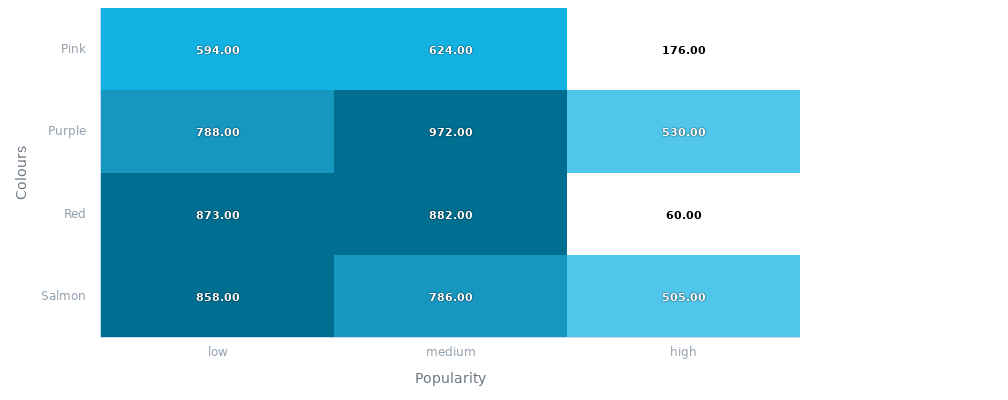 Colours
Pink 594.00 624.00 176.00
Purple 788.00 972.00 530.00
Red 873.00 882.00 60.00
Salmon 858.00 786.00 505.00
low medium high
Popularity